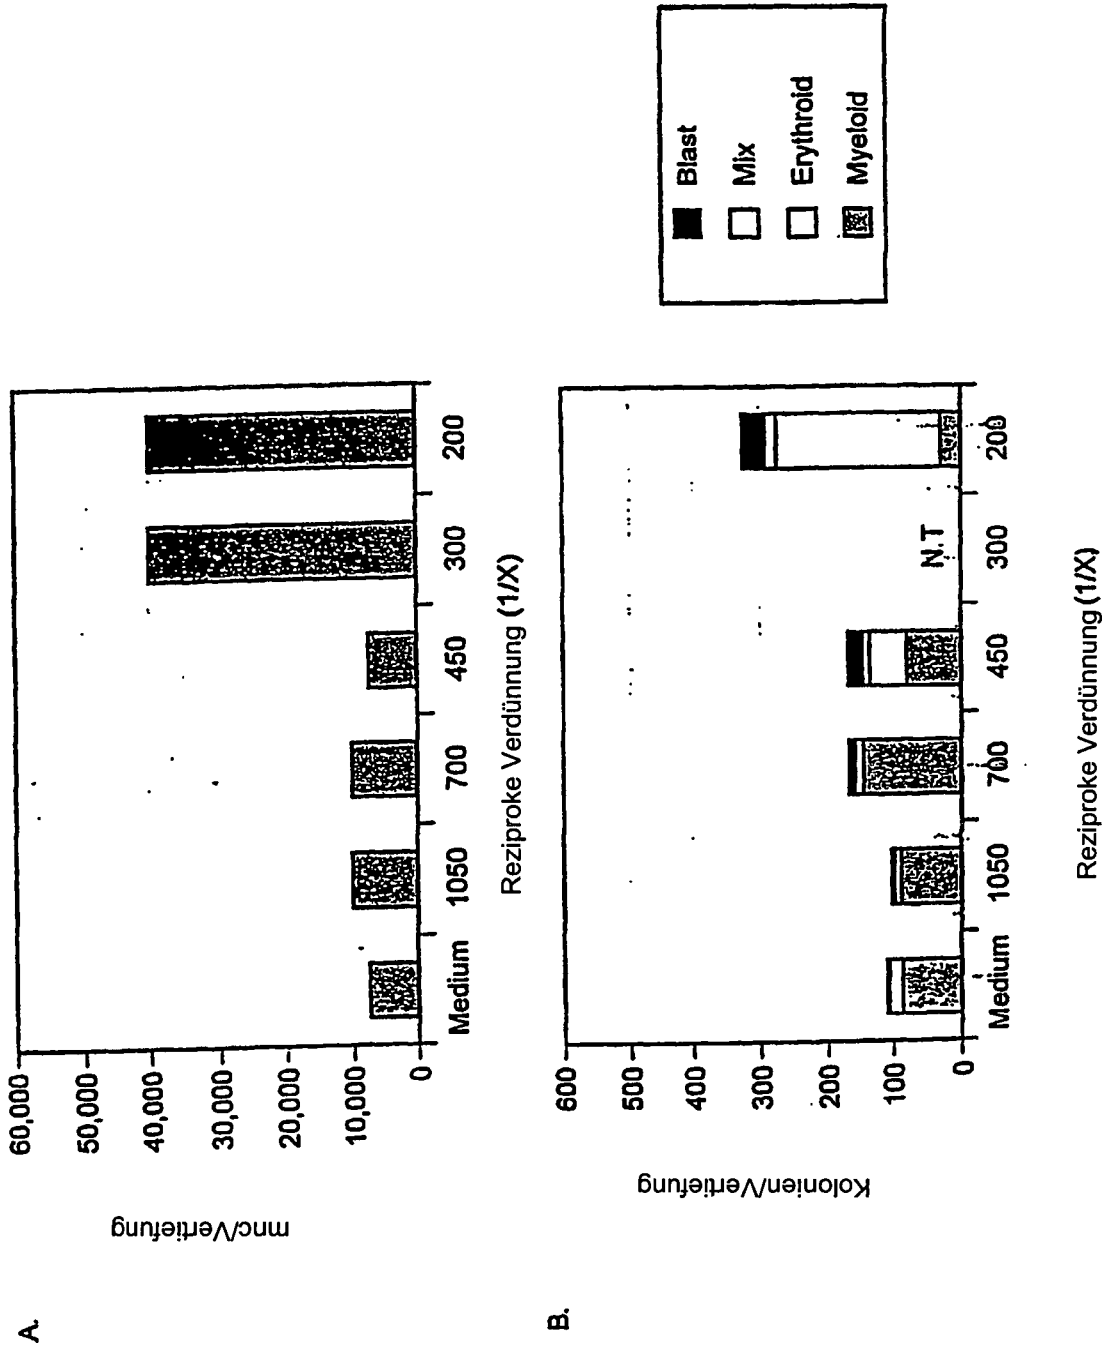 A.
mnc/Vertiefung
60,000
50,000
40,000
30,000
20,000
10,000
0
Medium 1050 700 450 300 200
Reziproke Verdünnung (1/X)
B.
Kolonien/Vertiefung
600
500
400
300
200
100
0
N.T
Medium 1050 700 450 300 200
Reziproke Verdünnung (1/X)
Blast
Mix
Erythroid
Myeloid